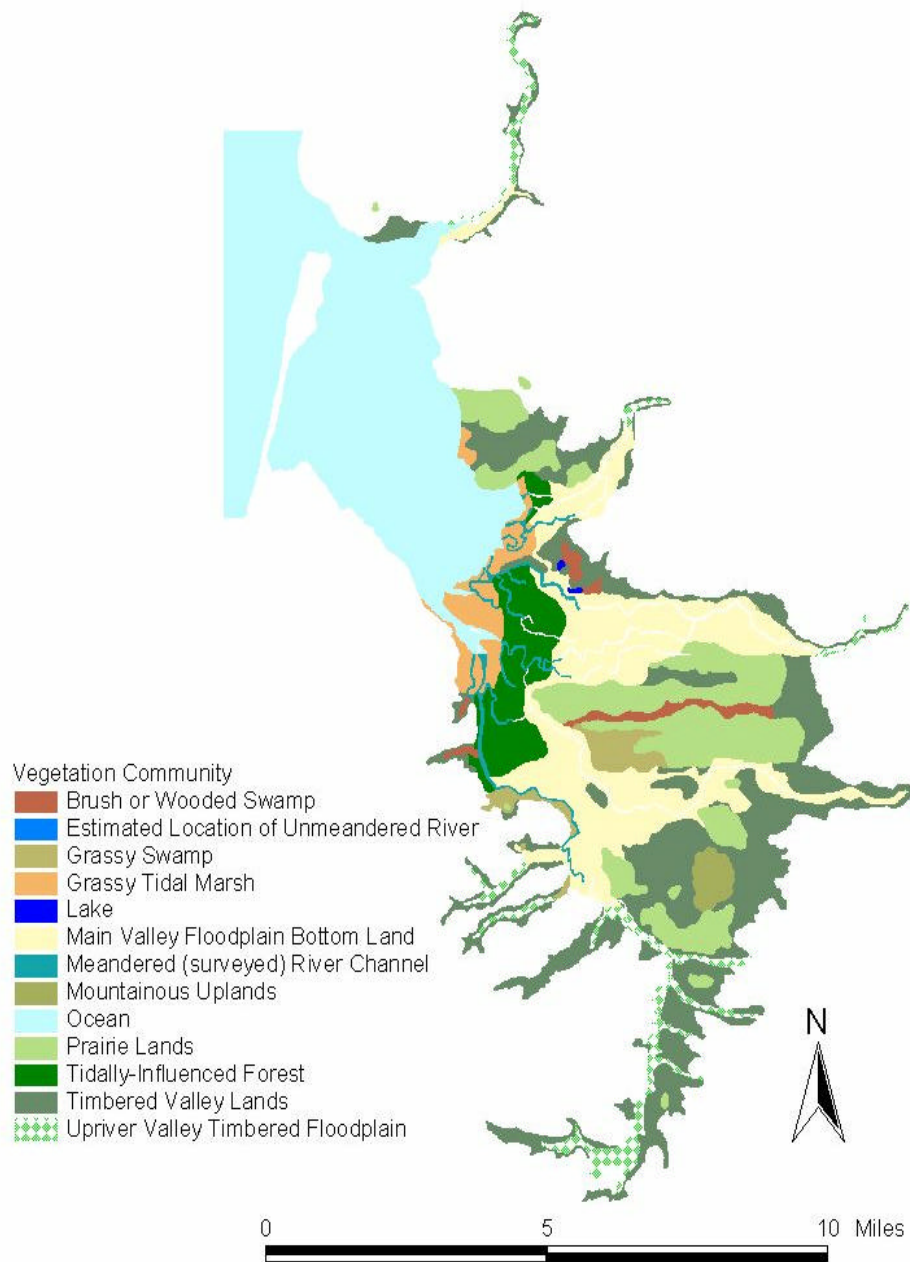 Vegetation Community
Brush or Wooded Swamp
Estimated Location of Unmeandered River
Grassy Swamp
Grassy Tidal Marsh
Lake
Main Valley Floodplain Bottom Land
Meandered (surveyed) River Channel
Mountainous Uplands
Ocean
Prairie Lands
Tidally-Influenced Forest
Timbered Valley Lands
Upriver Valley Timbered Floodplain
N
0 5 10 Miles